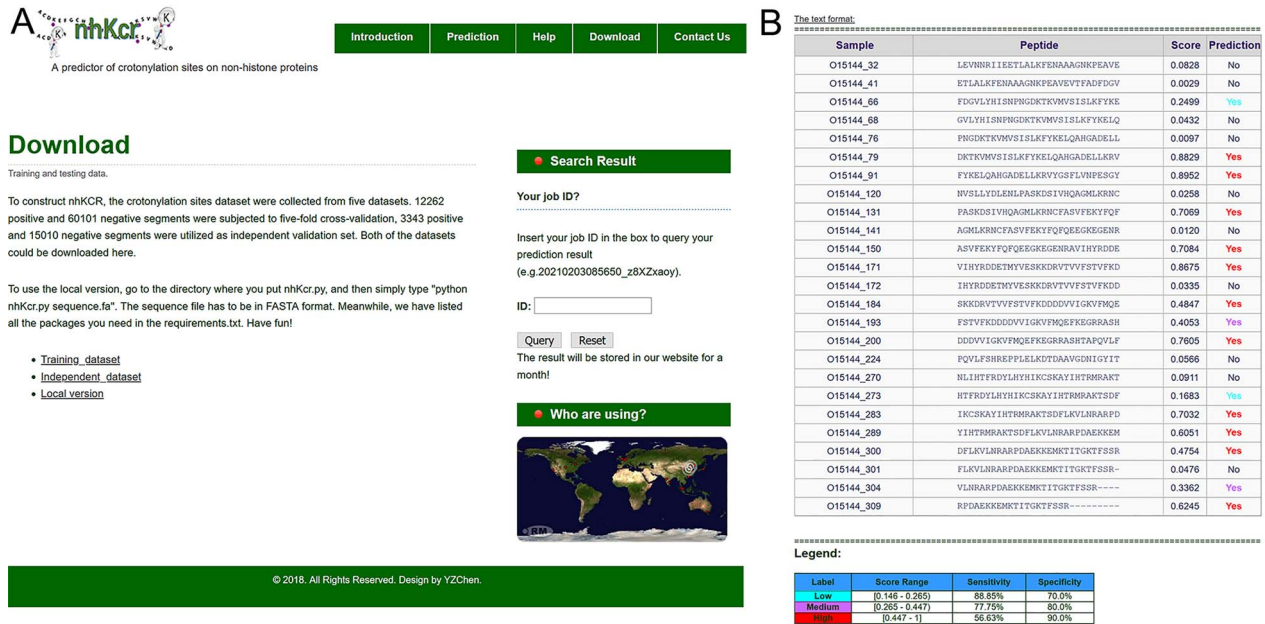 A
nhKcr
A predictor of crotonylation sites on non-histone proteins
Introduction Prediction Help Download Contact Us
Download
Training and testing data.
To construct nhKCR, the crotonylation sites dataset were collected from five datasets. 12262
positive and 60101 negative segments were subjected to five-fold cross-validation, 3343 positive
and 15010 negative segments were utilized as independent validation set. Both of the datasets
could be downloaded here.
To use the local version, go to the directory where you put nhKcr.py, and then simply type "python
nhKcr.py sequence.fa". The sequence file has to be in FASTA format. Meanwhile, we have listed
all the packages you need in the requirements.txt. Have fun!
• Training_dataset
• Independent_dataset
• Local version
Search Result
Your job ID?
Insert your job ID in the box to query your
prediction result
(e.g.20210203085650_z8XZxaoy).
ID:
Query Reset
The result will be stored in our website for a
month!
Who are using?
RM
© 2018. All Rights Reserved. Design by YZChen.
B
The text format:
Sample Peptide Score Prediction
O15144_32 LEVNNRIIEETLALKFENAAAGNKPEAVE 0.0828 No
O15144_41 ETLALKFENAAAGNKPEAVEVTFADFDGV 0.0029 No
O15144_66 FDGVLYHISNPNGDKTKVMVSISLKFYKE 0.2499 Yes
O15144_68 GVLYHISNPNGDKTKVMVSISLKFYKELQ 0.0432 No
O15144_76 PNGDKTKVMVSISLKFYKELQAHGADELL 0.0097 No
O15144_79 DKTKVMVSISLKFYKELQAHGADELLKRV 0.8829 Yes
O15144_91 FYKELQAHGADELLKRVYGSFLVNPESGY 0.8952 Yes
O15144_120 NVSLLYDLENLPASKDSIVHQAGMLKRNC 0.0258 No
O15144_131 PASKDSIVHQAGMLKRNCFASVFEKYFQF 0.7069 Yes
O15144_141 AGMLKRNCFASVFEKYFQFQEEGKEGENR 0.0120 No
O15144_150 ASVFEKYFQFQEEGKEGENRAVIHYRDDE 0.7084 Yes
O15144_171 VIHYRDDETMYVESKKDRVTVVFSTVFKD 0.8675 Yes
O15144_172 IHYRDDETMYVESKKDRVTVVFSTVFKDD 0.0335 No
O15144_184 SKKDRVTVVFSTVFKDDDDVVIGKVFMQE 0.4847 Yes
O15144_193 FSTVFKDDDDVVIGKVFMQEFKEGRRASH 0.4053 Yes
O15144_200 DDDVVIGKVFMQEFKEGRRASHTAPQVLF 0.7605 Yes
O15144_224 PQVLFSHREPPLELKDTDAAVGDNIGYIT 0.0566 No
O15144_270 NLIHTFRDYLHYHIKCSKAYIHTRMRAKT 0.0911 No
O15144_273 HTFRDYLHYHIKCSKAYIHTRMRAKTSDF 0.1683 Yes
O15144_283 IKCSKAYIHTRMRAKTSDFLKVLNRARPD 0.7032 Yes
O15144_289 YIHTRMRAKTSDFLKVLNRARPDAEKKEM 0.6051 Yes
O15144_300 DFLKVLNRARPDAEKKEMKTITGKTFSSR 0.4754 Yes
O15144_301 FLKVLNRARPDAEKKEMKTITGKTFSSR- 0.0476 No
O15144_304 VLNRARPDAEKKEMKTITGKTFSSR---- 0.3362 Yes
O15144_309 RPDAEKKEMKTITGKTFSSR--------- 0.6245 Yes
Legend:
Label Score Range Sensitivity Specificity
Low [0.146 - 0.265) 88.85% 70.0%
Medium [0.265 - 0.447) 77.75% 80.0%
High [0.447 - 1] 56.63% 90.0%